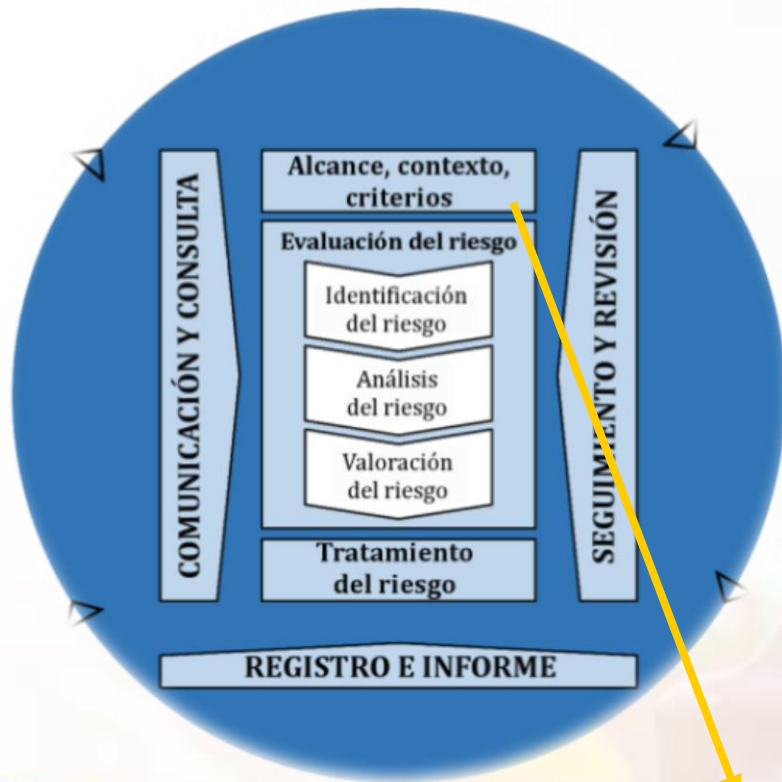 Alcance, contexto,
criterios
Evaluación del riesgo
Identificación
del riesgo
Análisis
del riesgo
Valoración
del riesgo
Tratamiento
del riesgo
COMUNICACIÓN Y CONSULTA
SEGUIMIENTO Y REVISIÓN
REGISTRO E INFORME